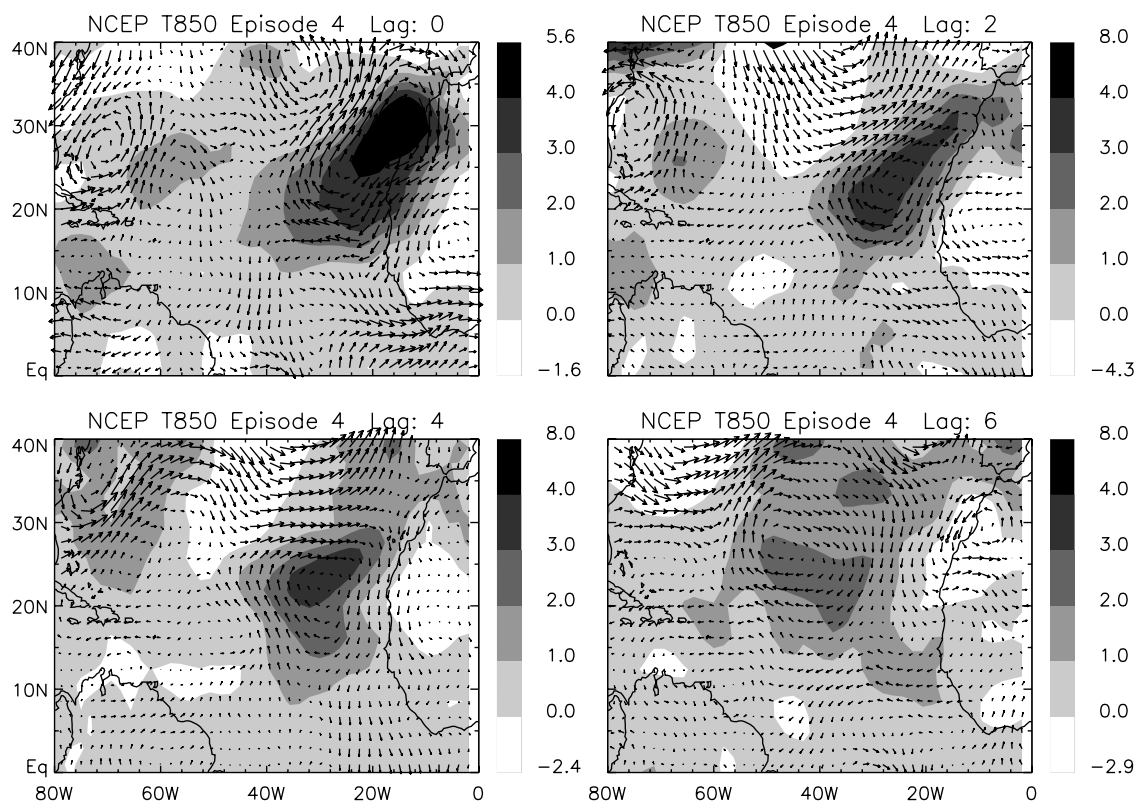 NCEP T850 Episode 4 Lag: 0
40N
30N
20N
10N
Eq
5.6
4.0
3.0
2.0
1.0
0.0
−1.6
NCEP T850 Episode 4 Lag: 2
8.0
4.0
3.0
2.0
1.0
0.0
−4.3
NCEP T850 Episode 4 Lag: 4
40N
30N
20N
10N
Eq
80W 60W 40W 20W 0
8.0
4.0
3.0
2.0
1.0
0.0
−2.4
NCEP T850 Episode 4 Lag: 6
80W 60W 40W 20W 0
8.0
4.0
3.0
2.0
1.0
0.0
−2.9